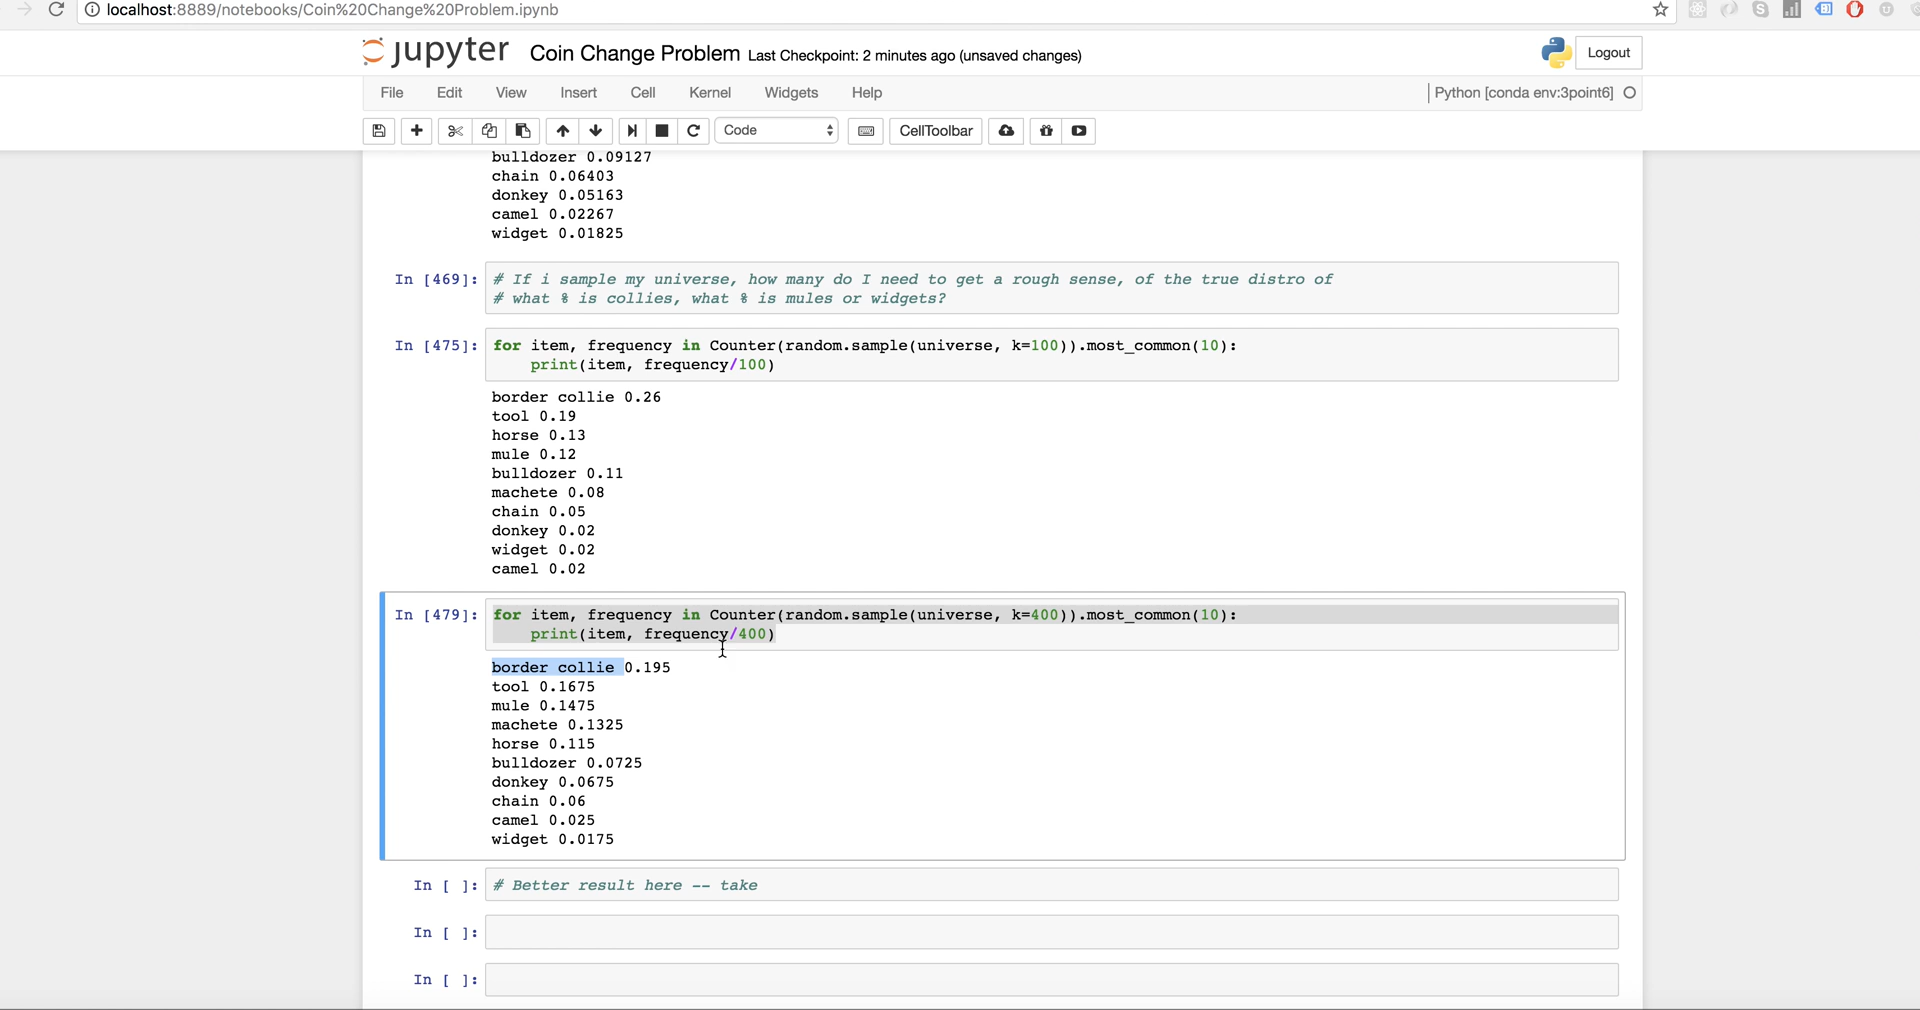 localhost:8889/notebooks/Coin%20Change%20Problem.ipynb
jupyter Coin Change Problem Last Checkpoint: 2 minutes ago (unsaved changes) Logout
File Edit View Insert Cell Kernel Widgets Help Python [conda env:3point6]
Code CellToolbar
bulldozer 0.09127
chain 0.06403
donkey 0.05163
camel 0.02267
widget 0.01825
In [469]: # If i sample my universe, how many do I need to get a rough sense, of the true distro of
# what % is collies, what % is mules or widgets?
In [475]: for item, frequency in Counter(random.sample(universe, k=100)).most_common(10):
    print(item, frequency/100)
border collie 0.26
tool 0.19
horse 0.13
mule 0.12
bulldozer 0.11
machete 0.08
chain 0.05
donkey 0.02
widget 0.02
camel 0.02
In [479]: for item, frequency in Counter(random.sample(universe, k=400)).most_common(10):
    print(item, frequency/400)
border collie 0.195
tool 0.1675
mule 0.1475
machete 0.1325
horse 0.115
bulldozer 0.0725
donkey 0.0675
chain 0.06
camel 0.025
widget 0.0175
In [ ]: # Better result here -- take
In [ ]:
In [ ]: